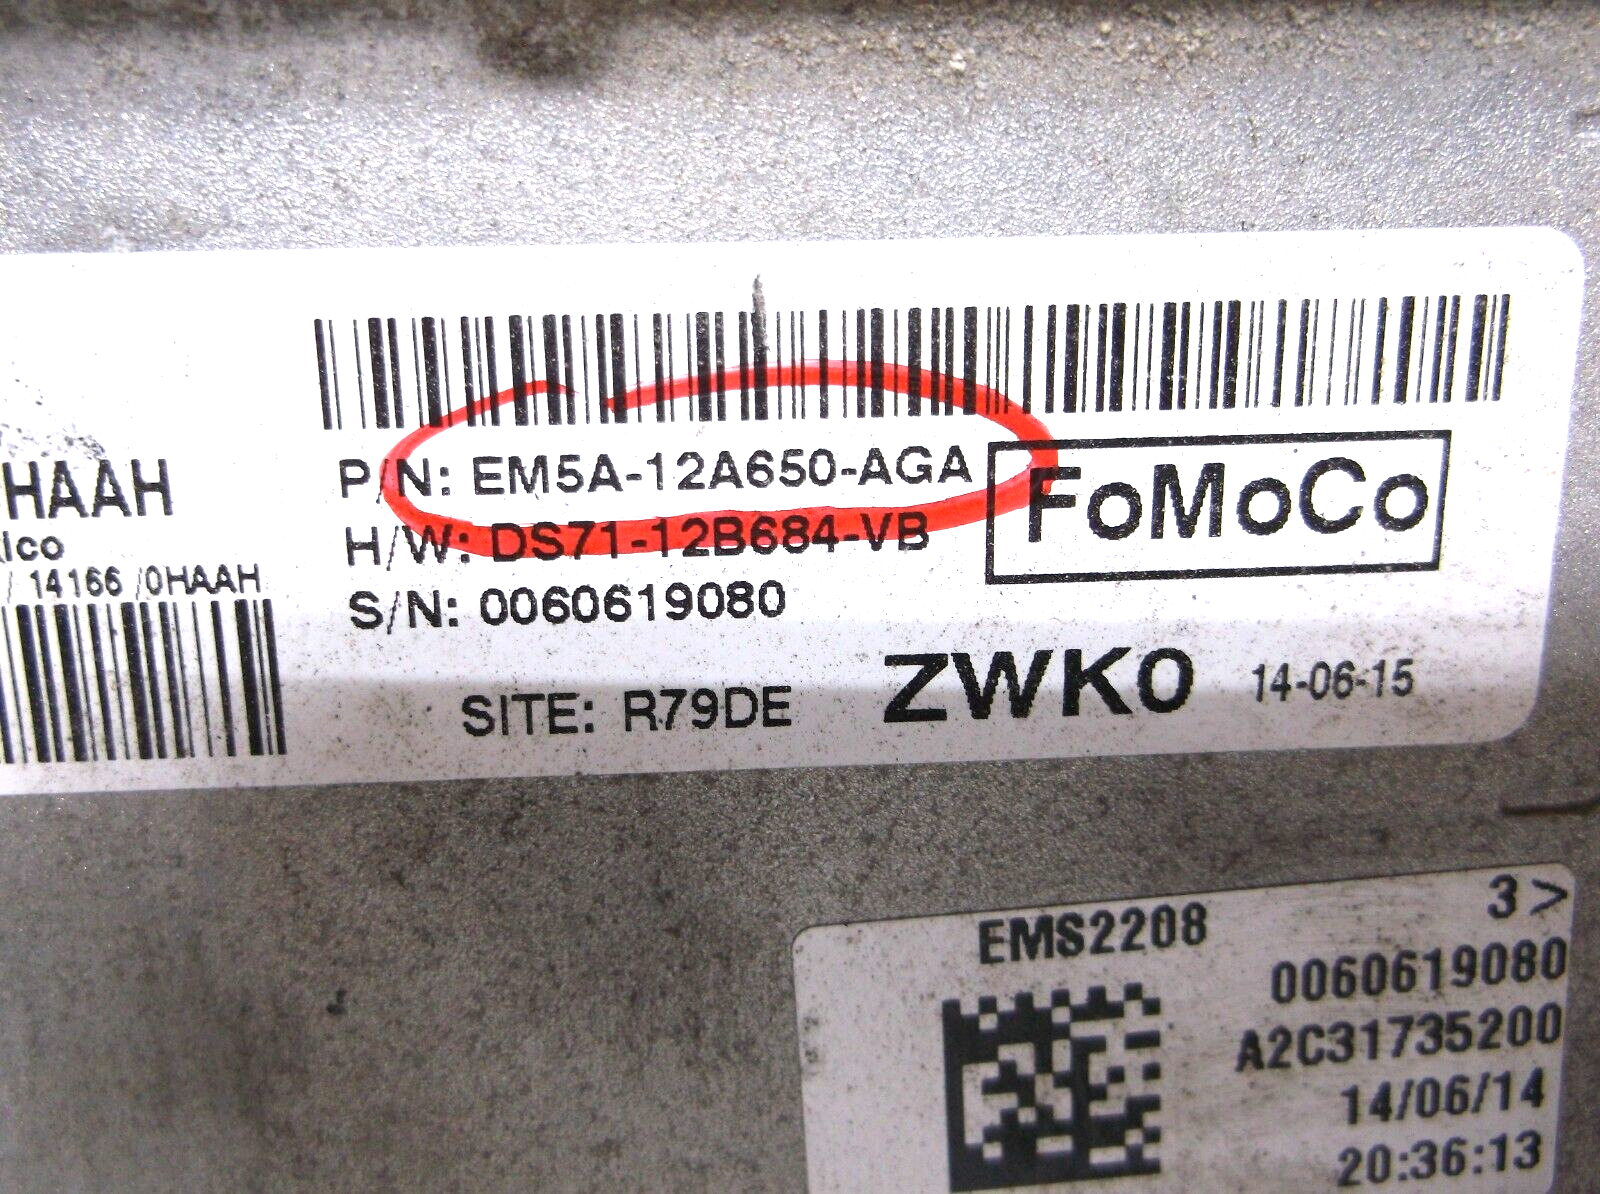 HAAH
14166 /0HAAH
P/N: EM5A-12A650-AGA
H/W: DS71-12B684-VB
S/N: 0060619080
FoMoCo
SITE: R79DE
ZWK0
14-06-15
EMS2208
3 >
0060619080
A2C31735200
14/06/14
20:36:13